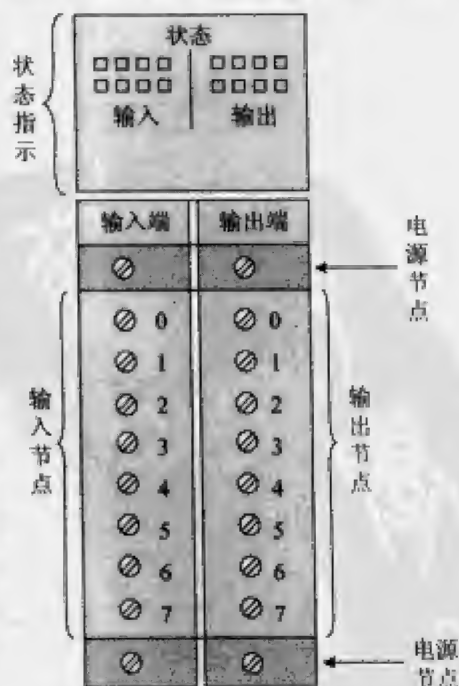 状态
输入 输出
状态指示
输入端 输出端
电源节点
0 0
1 1
2 2
3 3
4 4
5 5
6 6
7 7
输入节点
输出节点
电源
节点